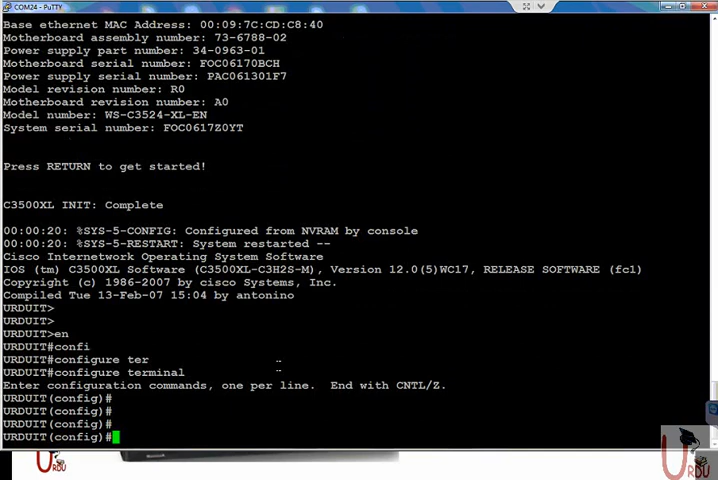 COM24 - PuTTY
Base ethernet MAC Address: 00:09:7C:CD:C8:40
Motherboard assembly number: 73-6788-02
Power supply part number: 34-0963-01
Motherboard serial number: FOC06170BCH
Power supply serial number: PAC061301F7
Model revision number: R0
Motherboard revision number: A0
Model number: WS-C3524-XL-EN
System serial number: FOC0617Z0YT
Press RETURN to get started!
C3500XL INIT: Complete
00:00:20: %SYS-5-CONFIG: Configured from NVRAM by console
00:00:20: %SYS-5-RESTART: System restarted --
Cisco Internetwork Operating System Software
IOS (tm) C3500XL Software (C3500XL-C3H2S-M), Version 12.0(5)WC17, RELEASE SOFTWARE (fc1)
Copyright (c) 1986-2007 by cisco Systems, Inc.
Compiled Tue 13-Feb-07 15:04 by antonino
URDUIT>
URDUIT>
URDUIT>en
URDUIT#confi
URDUIT#configure ter
URDUIT#configure terminal
Enter configuration commands, one per line.  End with CNTL/Z.
URDUIT(config)#
URDUIT(config)#
URDUIT(config)#
URDUIT(config)#
URDU
URDU